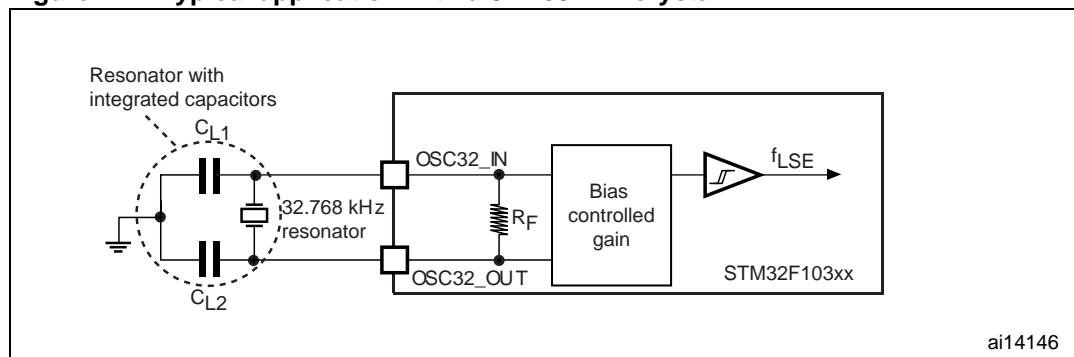 Resonator with
integrated capacitors
CL1
OSC32_IN
fLSE
Bias
controlled
gain
32.768 kHz
resonator
RF
STM32F103xx
OSC32_OUT
CL2
ai14146